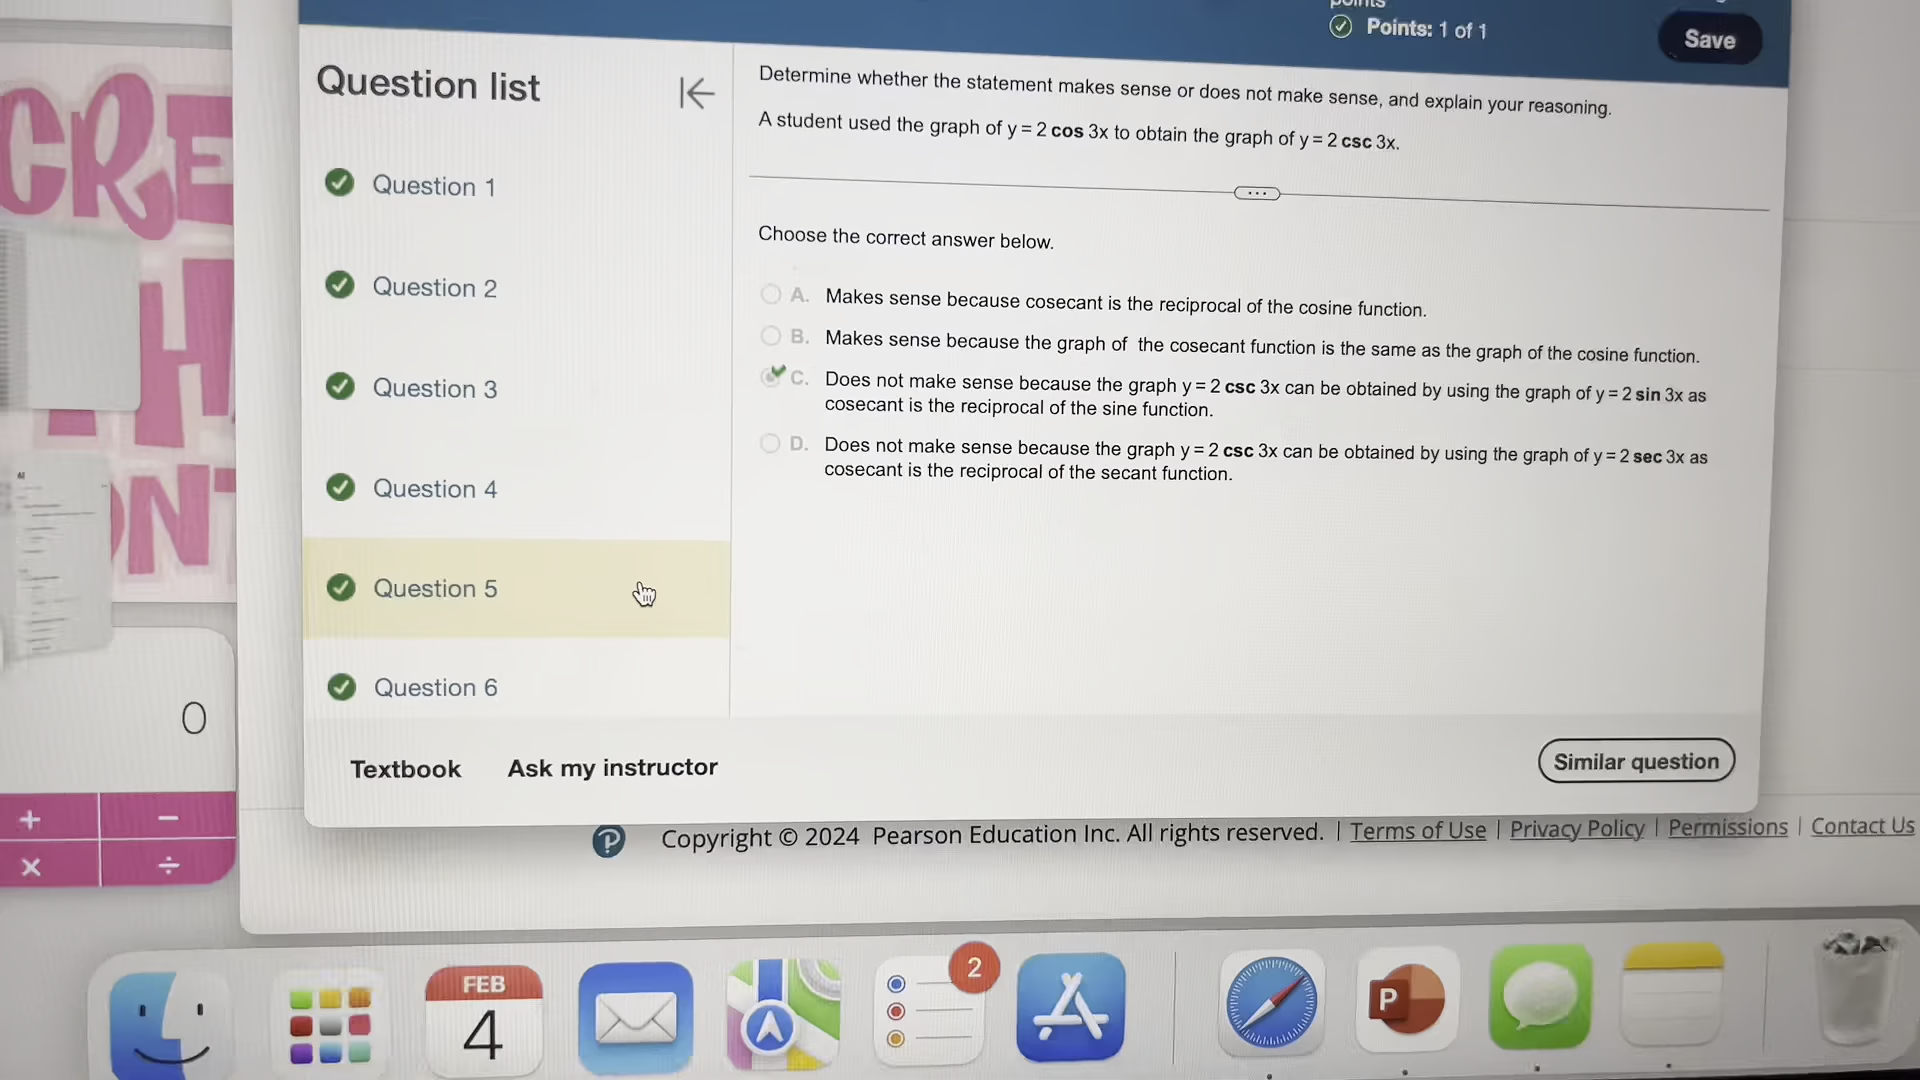 CRE
H
ON
points
Points: 1 of 1
Save
Question list
Question 1
Question 2
Question 3
Question 4
Question 5
Question 6
Determine whether the statement makes sense or does not make sense, and explain your reasoning.
A student used the graph of y = 2 cos 3x to obtain the graph of y = 2 csc 3x.
...
Choose the correct answer below.
A. Makes sense because cosecant is the reciprocal of the cosine function.
B. Makes sense because the graph of the cosecant function is the same as the graph of the cosine function.
C. Does not make sense because the graph y = 2 csc 3x can be obtained by using the graph of y = 2 sin 3x as
cosecant is the reciprocal of the sine function.
D. Does not make sense because the graph y = 2 csc 3x can be obtained by using the graph of y = 2 sec 3x as
cosecant is the reciprocal of the secant function.
0
+ −
× ÷
Textbook Ask my instructor
Similar question
P Copyright © 2024 Pearson Education Inc. All rights reserved. | Terms of Use | Privacy Policy | Permissions | Contact Us
FEB
4
2
P